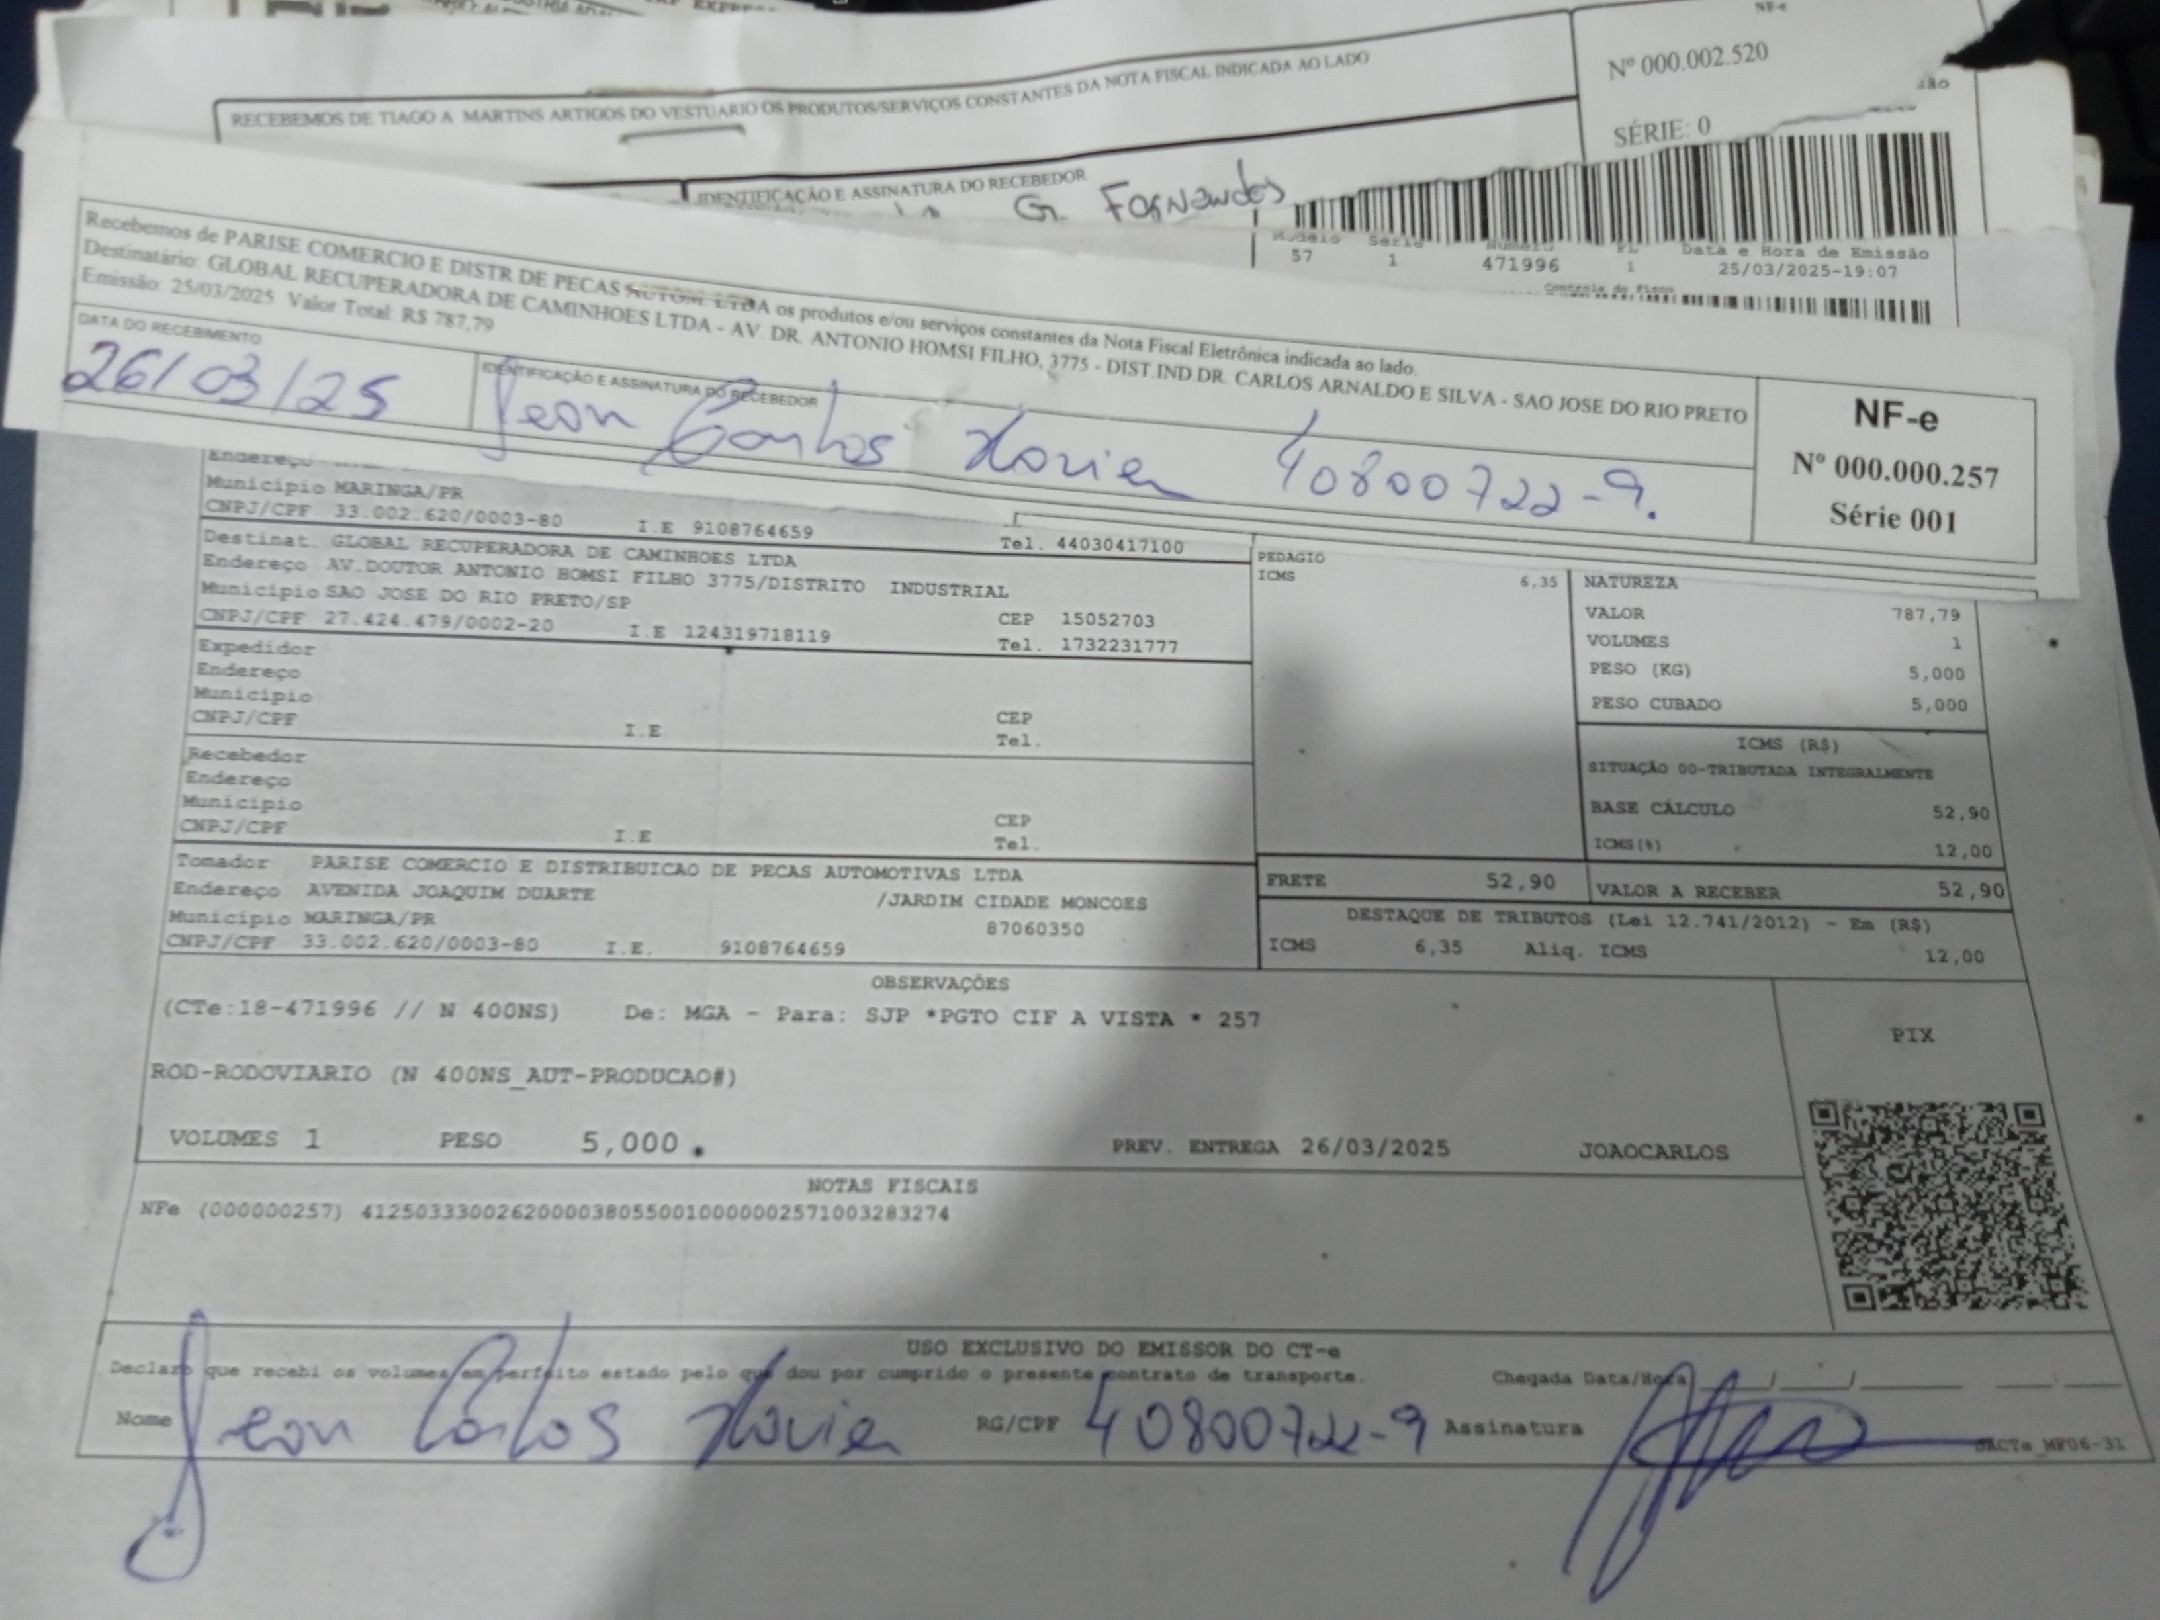 NF-e
Nº 000.002.520
SÉRIE: 0
RECEBEMOS DE TIAGO A MARTINS ARTIGOS DO VESTUARIO OS PRODUTOS/SERVIÇOS CONSTANTES DA NOTA FISCAL INDICADA AO LADO
IDENTIFICAÇÃO E ASSINATURA DO RECEBEDOR
G. Fernandes
Modelo Serie Numero FL Data e Hora de Emissão
57 1 471996 1 25/03/2025-19:07
Controle do Fisco
Recebemos de PARISE COMERCIO E DISTR DE PECAS AUTOM. LTDA os produtos e/ou serviços constantes da Nota Fiscal Eletrônica indicada ao lado.
Destinatário: GLOBAL RECUPERADORA DE CAMINHOES LTDA - AV. DR. ANTONIO HOMSI FILHO, 3775 - DIST.IND.DR. CARLOS ARNALDO E SILVA - SAO JOSE DO RIO PRETO
Emissão: 25/03/2025 Valor Total: R$ 787,79
DATA DO RECEBIMENTO
26/03/25
IDENTIFICAÇÃO E ASSINATURA DO RECEBEDOR
Jean Carlos Xavier 40800722-9.
NF-e
Nº 000.000.257
Série 001
Endereço
Municipio MARINGA/PR
CNPJ/CPF 33.002.620/0003-80 I.E 9108764659 Tel. 44030417100
Destinat. GLOBAL RECUPERADORA DE CAMINHOES LTDA
Endereço AV.DOUTOR ANTONIO HOMSI FILHO 3775/DISTRITO INDUSTRIAL
Municipio SAO JOSE DO RIO PRETO/SP CEP 15052703
CNPJ/CPF 27.424.479/0002-20 I.E 124319718119 Tel. 1732231777
Expedidor
Endereço
Municipio CEP
CNPJ/CPF I.E Tel.
Recebedor
Endereço
Municipio CEP
CNPJ/CPF I.E Tel.
Tomador PARISE COMERCIO E DISTRIBUICAO DE PECAS AUTOMOTIVAS LTDA
Endereço AVENIDA JOAQUIM DUARTE /JARDIM CIDADE MONCOES
Municipio MARINGA/PR 87060350
CNPJ/CPF 33.002.620/0003-80 I.E. 9108764659
PEDAGIO
ICMS 6,35
NATUREZA
VALOR 787,79
VOLUMES 1
PESO (KG) 5,000
PESO CUBADO 5,000
ICMS (R$)
SITUAÇÃO 00-TRIBUTADA INTEGRALMENTE
BASE CÁLCULO 52,90
ICMS(%) 12,00
FRETE 52,90 VALOR A RECEBER 52,90
DESTAQUE DE TRIBUTOS (Lei 12.741/2012) - Em (R$)
ICMS 6,35 Aliq. ICMS 12,00
OBSERVAÇÕES
(CTe:18-471996 // N 400NS) De: MGA - Para: SJP *PGTO CIF A VISTA * 257
ROD-RODOVIARIO (N 400NS_AUT-PRODUCAO#)
VOLUMES 1 PESO 5,000 PREV. ENTREGA 26/03/2025 JOAOCARLOS
PIX
NOTAS FISCAIS
NFe (000000257) 41250333002620000380550010000002571003283274
USO EXCLUSIVO DO EMISSOR DO CT-e
Declaro que recebi os volumes em perfeito estado pelo que dou por cumprido o presente contrato de transporte. Chegada Data/Hora
Nome Jean Carlos Xavier RG/CPF 40800722-9 Assinatura
DACTe_MF06-31